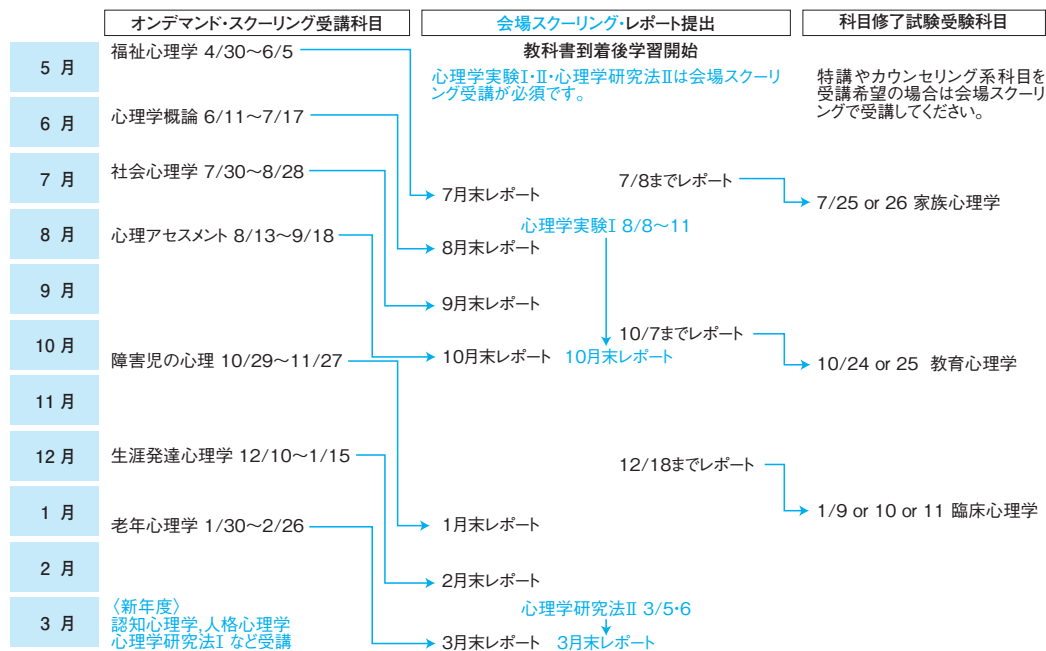 オンデマンド・スクーリング受講科目
会場スクーリング・レポート提出
科目修了試験受験科目
5 月
福祉心理学 4/30～6/5
教科書到着後学習開始
心理学実験Ⅰ・Ⅱ・心理学研究法Ⅱは会場スクーリ
ング受講が必須です。
特講やカウンセリング系科目を
受講希望の場合は会場スクーリ
ングで受講してください。
6 月
心理学概論 6/11～7/17
7 月
社会心理学 7/30～8/28
7月末レポート
7/8までレポート
7/25 or 26 家族心理学
8 月
心理アセスメント 8/13～9/18
心理学実験Ⅰ 8/8～11
8月末レポート
9 月
9月末レポート
10 月
障害児の心理 10/29～11/27
10月末レポート
10月末レポート
10/7までレポート
10/24 or 25 教育心理学
11 月
12 月
生涯発達心理学 12/10～1/15
12/18までレポート
1 月
老年心理学 1/30～2/26
1月末レポート
1/9 or 10 or 11 臨床心理学
2 月
2月末レポート
3 月
〈新年度〉
認知心理学,人格心理学
心理学研究法Ⅰ など受講
心理学研究法Ⅱ 3/5・6
3月末レポート
3月末レポート